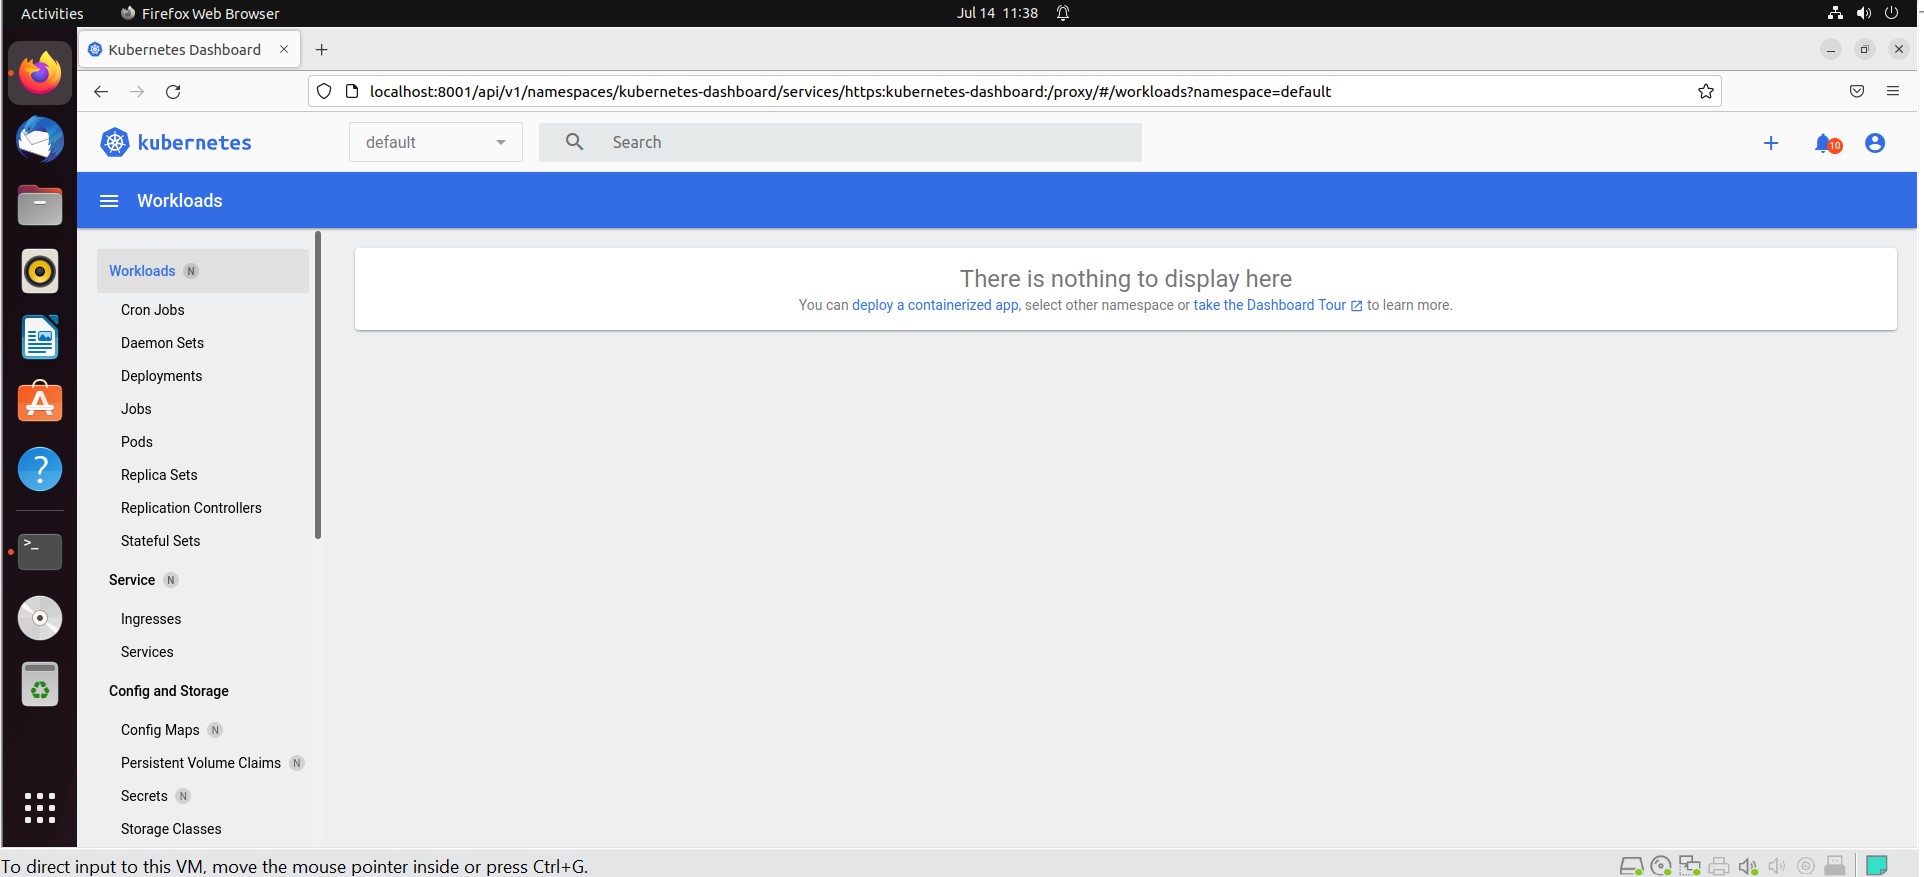 Activities Firefox Web Browser Jul 14 11:38
Kubernetes Dashboard
localhost:8001/api/v1/namespaces/kubernetes-dashboard/services/https:kubernetes-dashboard:/proxy/#/workloads?namespace=default
kubernetes default Search 10
Workloads
Workloads N
There is nothing to display here
You can deploy a containerized app, select other namespace or take the Dashboard Tour to learn more.
Cron Jobs
Daemon Sets
Deployments
Jobs
Pods
Replica Sets
Replication Controllers
Stateful Sets
Service N
Ingresses
Services
Config and Storage
Config Maps N
Persistent Volume Claims N
Secrets N
Storage Classes
To direct input to this VM, move the mouse pointer inside or press Ctrl+G.